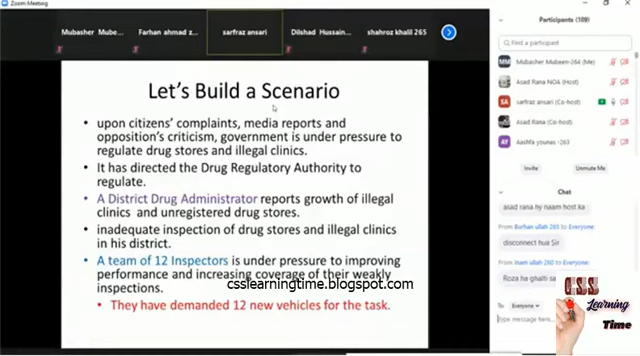 Zoom Meeting
Participants (189)
Mubasher Mube...
Farhan ahmad z...
sarfraz ansari
Dilshad Hussain...
shahroz khalil 265
Find a participant
MM Mubasher Mubeen-264 (Me)
Asad Rana NOA (Host)
SA sarfraz ansari (Co-host)
Asad Rana (Co-host)
AY Aashfa younas -263
Invite
Unmute Me
Chat
asad rana hy naam host ka
From Burhan ullah 265 to Everyone:
disconnect hua Sir
From inam ullah 260 to Everyone:
Roza ha ghalti sa
To: Everyone
Type message here...
Let's Build a Scenario
• upon citizens' complaints, media reports and
opposition's criticism, government is under pressure to
regulate drug stores and illegal clinics.
• It has directed the Drug Regulatory Authority to
regulate.
• A District Drug Administrator reports growth of illegal
clinics and unregistered drug stores.
• inadequate inspection of drug stores and illegal clinics
in his district.
• A team of 12 Inspectors is under pressure to improving
performance and increasing coverage of their weakly
inspections.
• They have demanded 12 new vehicles for the task.
csslearningtime.blogspot.com
CSS
Learning
Time